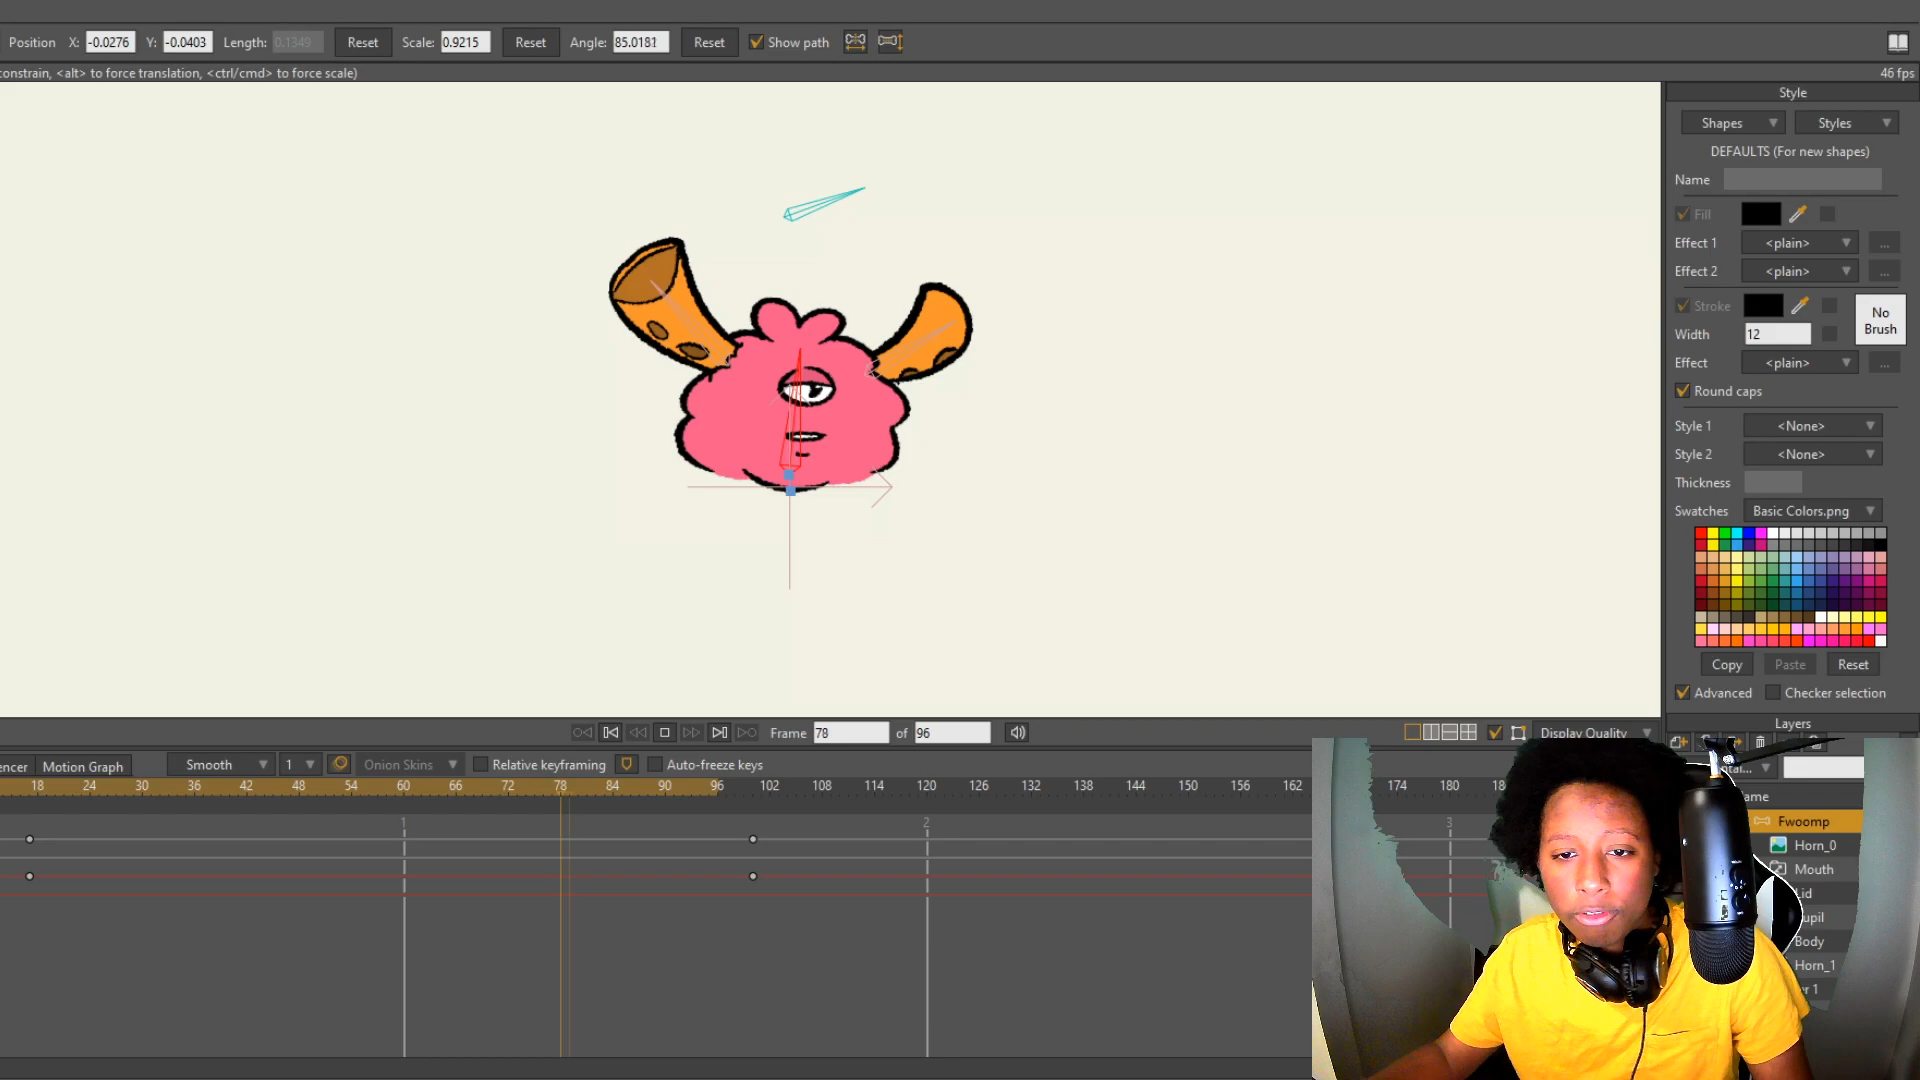 Position X: -0.0276 Y: -0.0403 Length: 0.1349 Reset Scale: 0.9215 Reset Angle: 85.0181 Reset Show path
constrain, <alt> to force translation, <ctrl/cmd> to force scale)
46 fps
Style
Shapes Styles
DEFAULTS (For new shapes)
Name
Fill
Effect 1 <plain> ...
Effect 2 <plain> ...
Stroke
No
Brush
Width 12
Effect <plain> ...
Round caps
Style 1 <None>
Style 2 <None>
Thickness
Swatches Basic Colors.png
Copy Paste Reset
Advanced Checker selection
Layers
Frame 78 of 96 Display Quality
encer Motion Graph Smooth 1 Onion Skins Relative keyframing Auto-freeze keys
18 24 30 36 42 48 54 60 66 72 78 84 90 96 102 108 114 120 126 132 138 144 150 156 162 174 180
1 2 3
ame
Fwoomp
Horn_0
Mouth
Lid
upil
Body
Horn_1
er 1